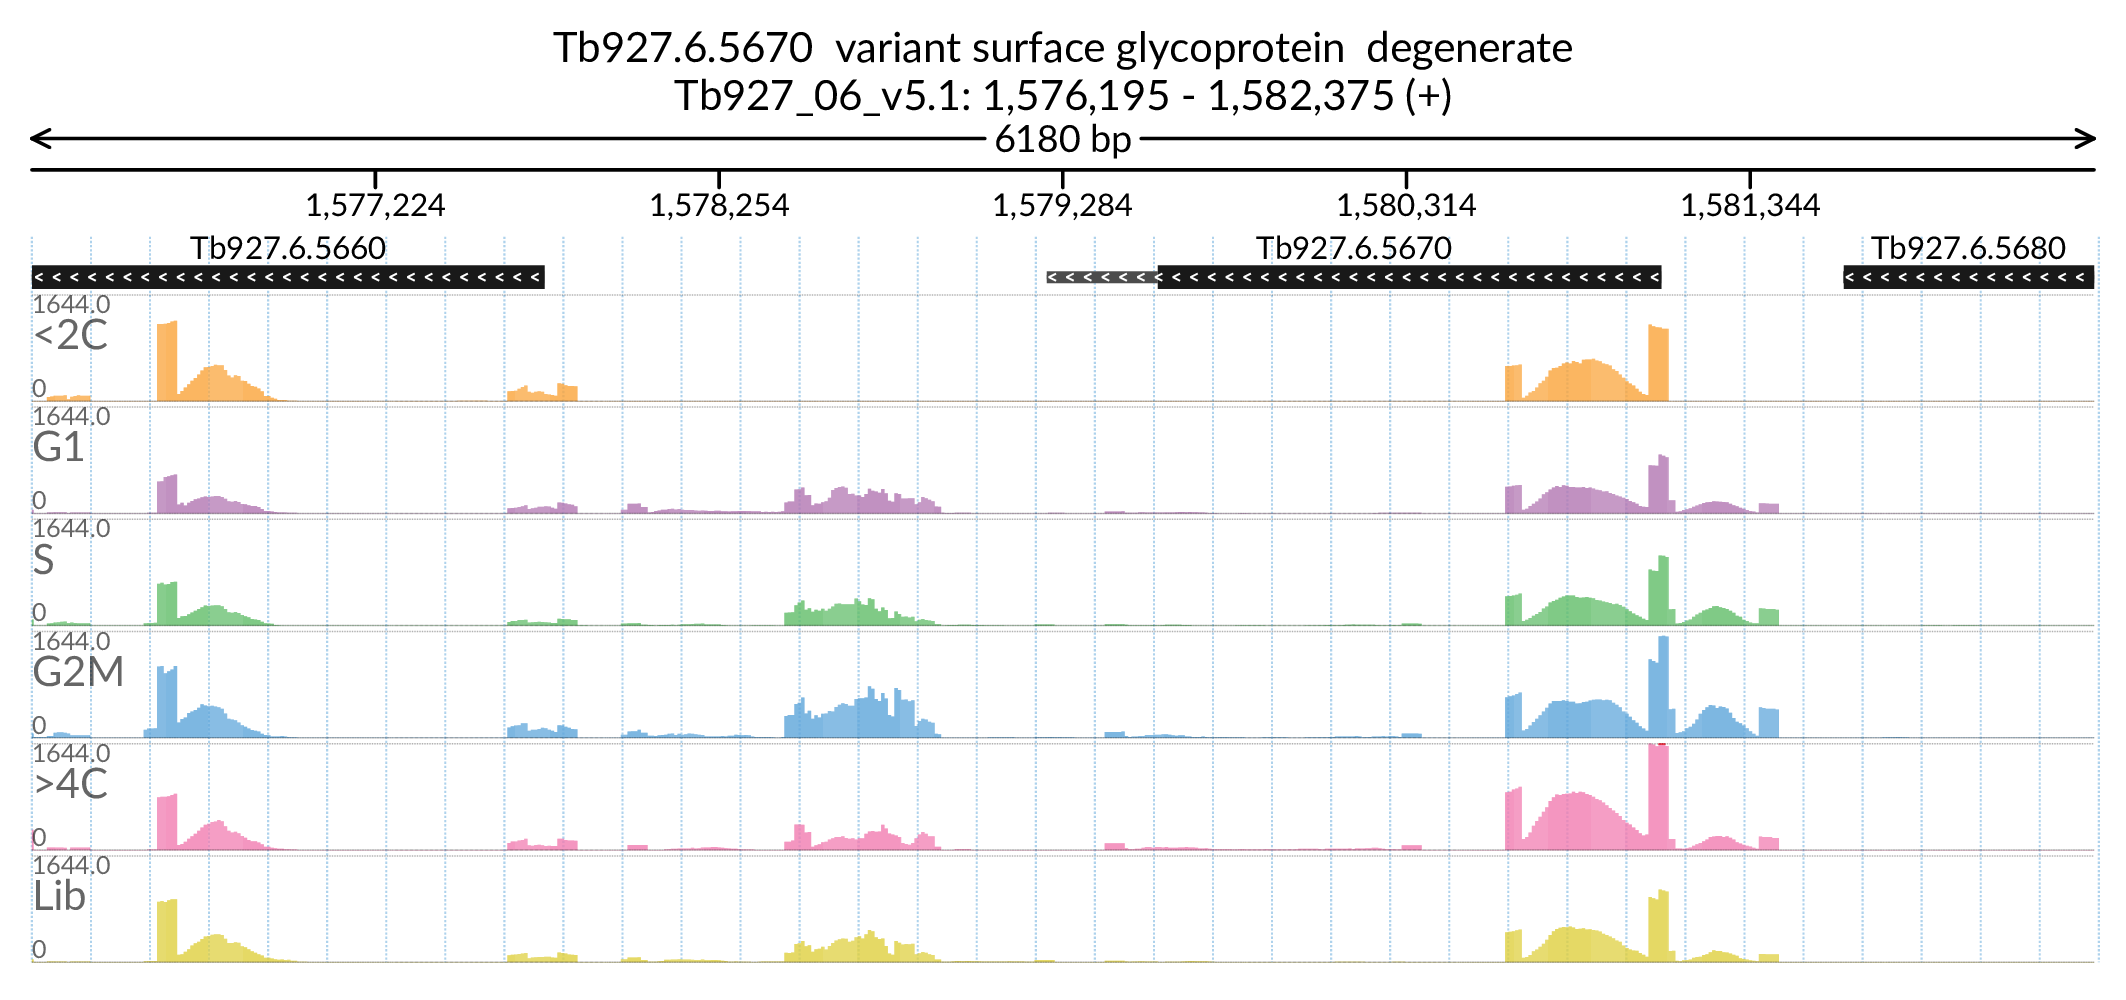 Tb927.6.5670  variant surface glycoprotein  degenerate
Tb927_06_v5.1: 1,576,195 - 1,582,375 (+)
6180 bp
1,577,224 1,578,254 1,579,284 1,580,314 1,581,344
Tb927.6.5660 Tb927.6.5670 Tb927.6.5680
1644.0
<2C
0
1644.0
G1
0
1644.0
S
0
1644.0
G2M
0
1644.0
>4C
0
1644.0
Lib
0